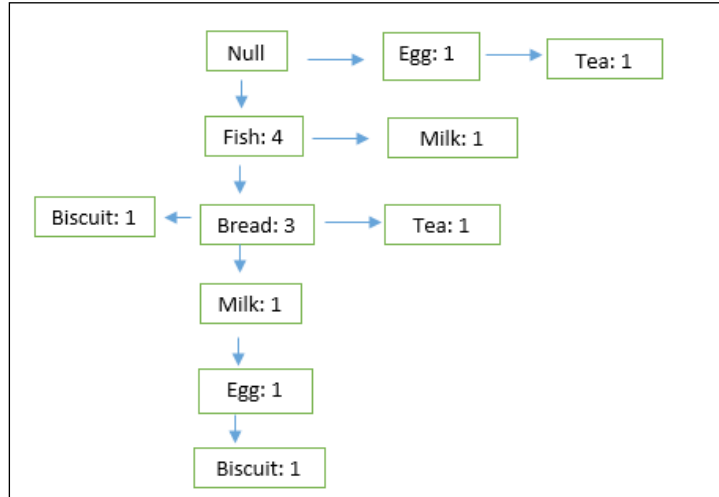 Null
Egg: 1
Tea: 1
Fish: 4
Milk: 1
Biscuit: 1
Bread: 3
Tea: 1
Milk: 1
Egg: 1
Biscuit: 1